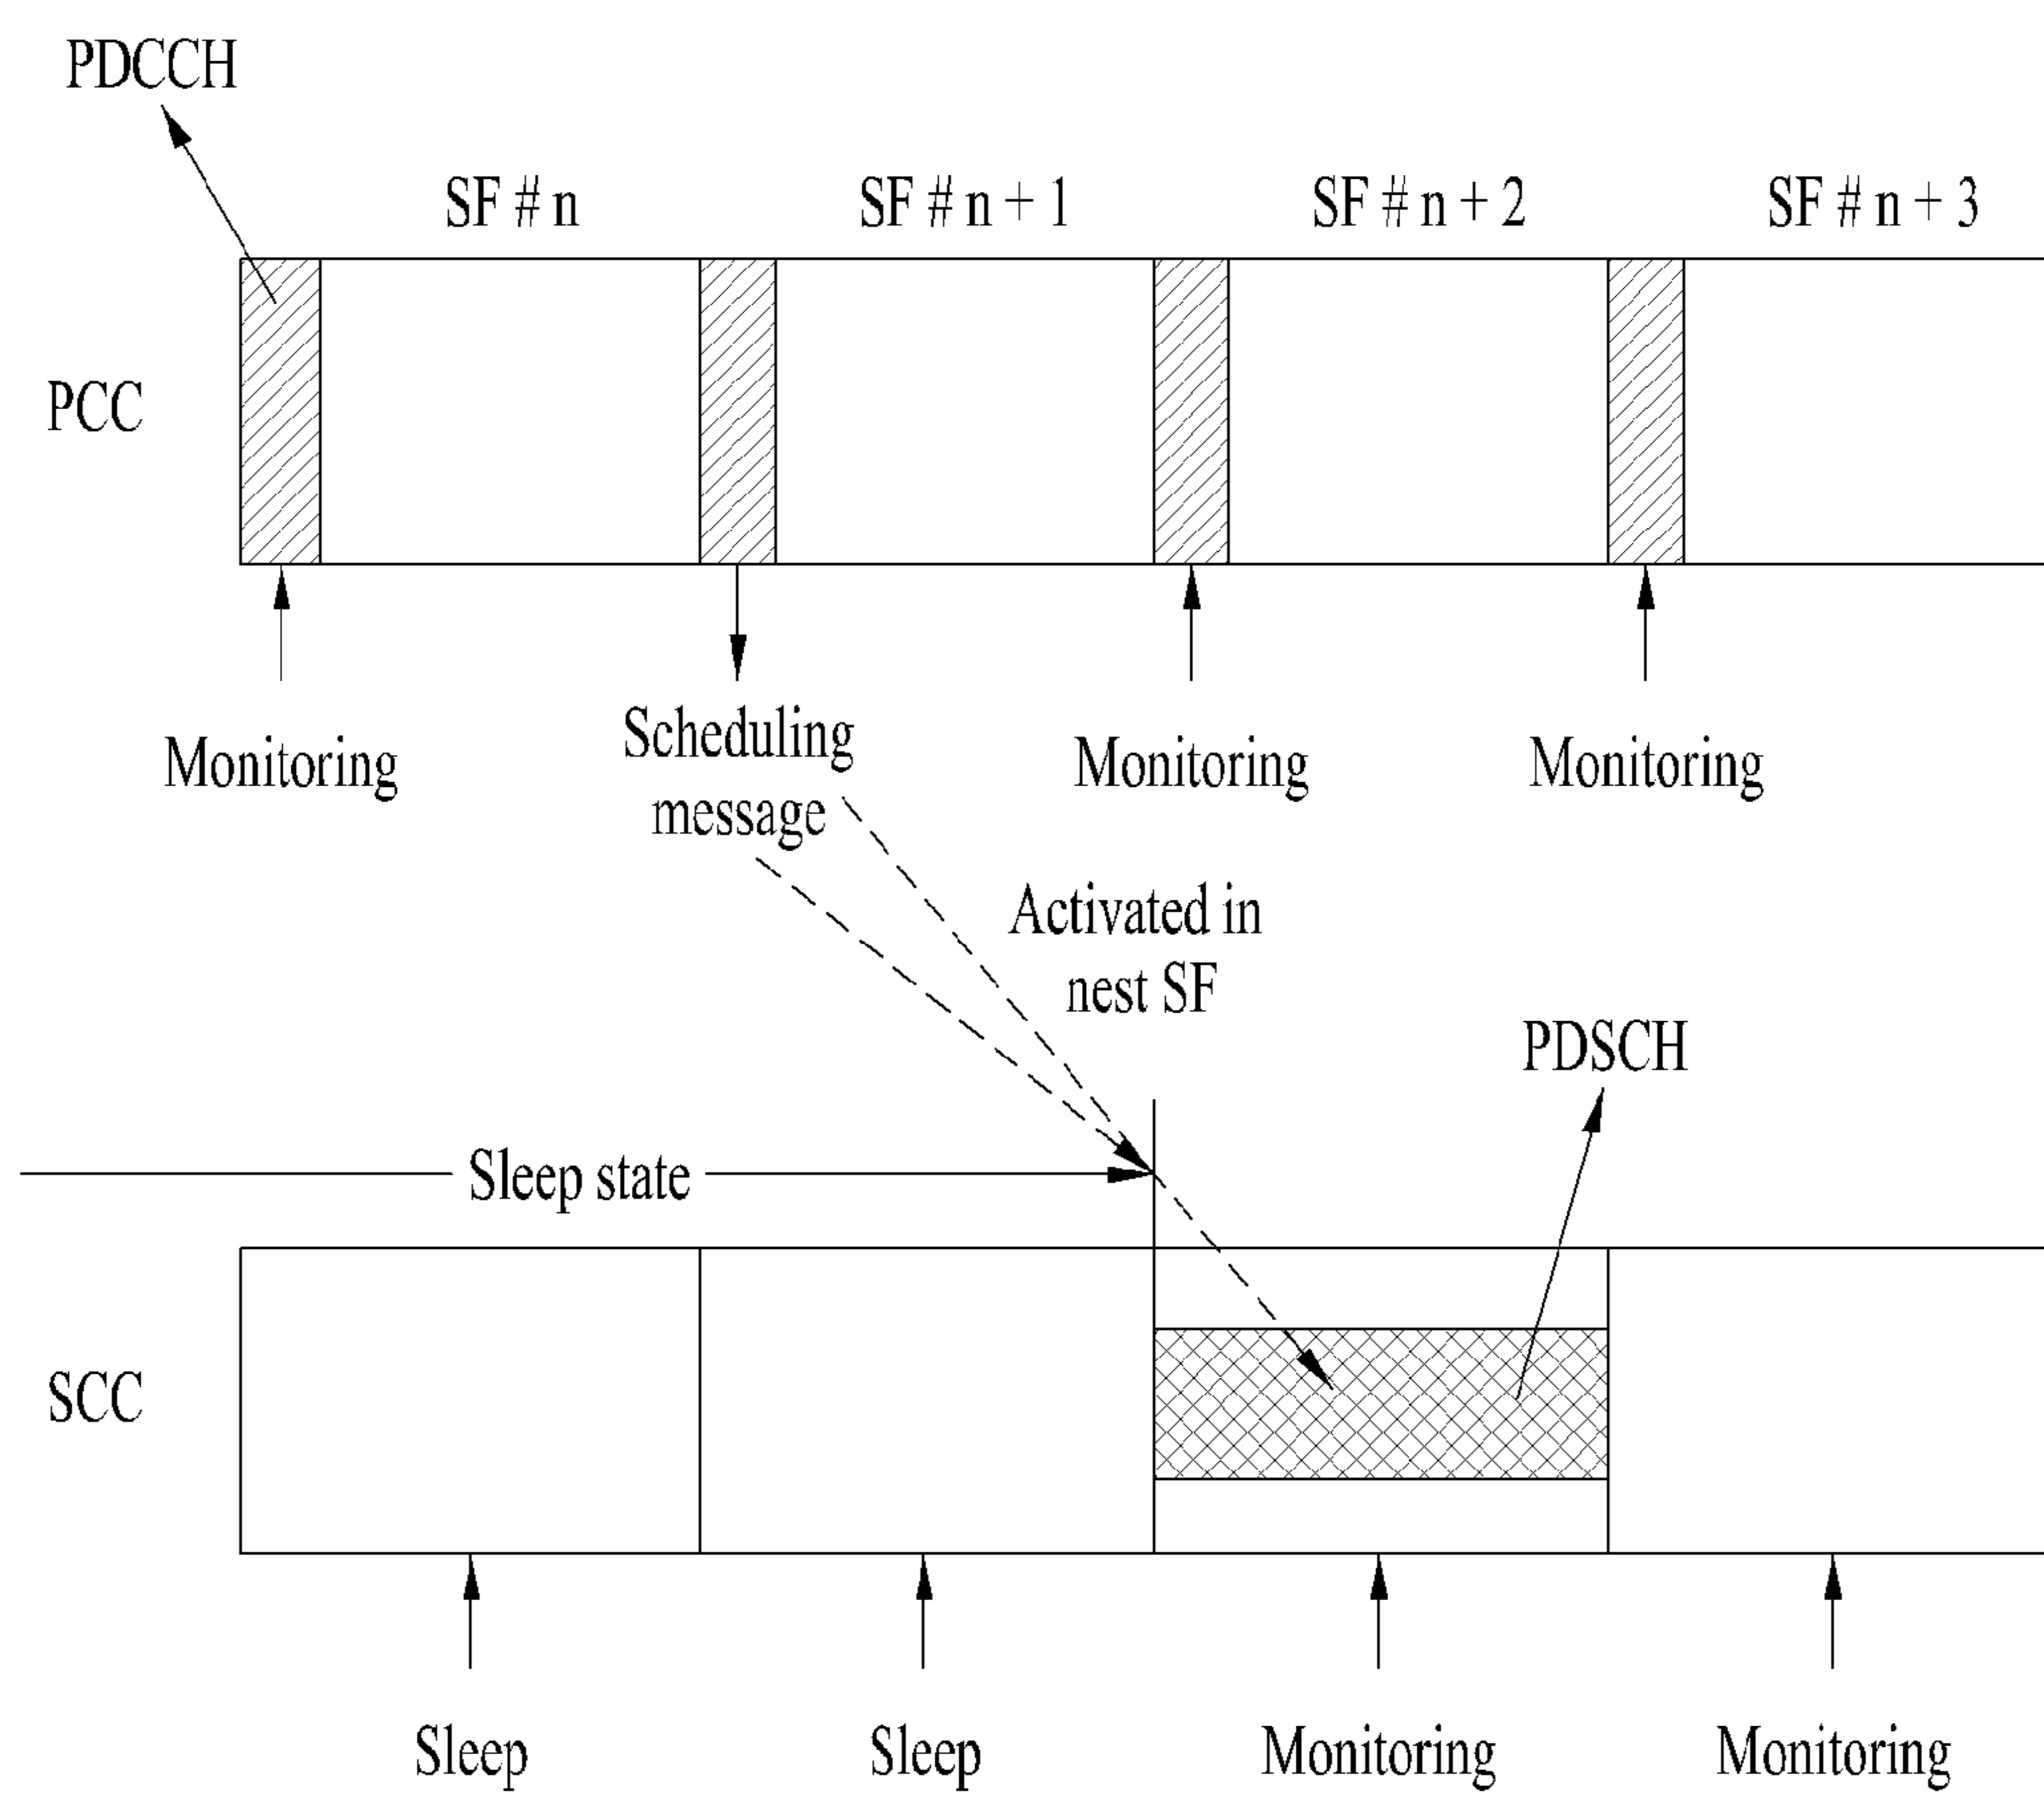 PDCCH
SF # n
SF # n + 1
SF # n + 2
SF # n + 3
PCC
Monitoring
Scheduling
message
Monitoring
Monitoring
Activated in
nest SF
PDSCH
Sleep state
SCC
Sleep
Sleep
Monitoring
Monitoring